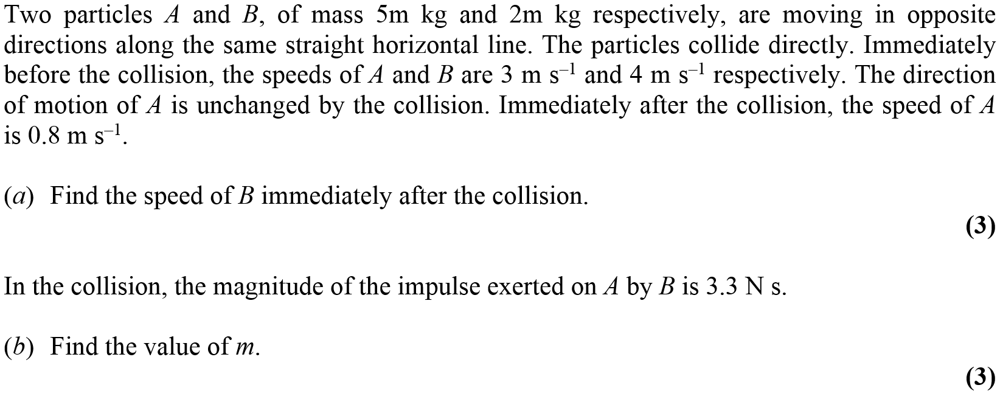 Two particles A and B, of mass 5m kg and 2m kg respectively, are moving in opposite
directions along the same straight horizontal line. The particles collide directly. Immediately
before the collision, the speeds of A and B are 3 m s⁻¹ and 4 m s⁻¹ respectively. The direction
of motion of A is unchanged by the collision. Immediately after the collision, the speed of A
is 0.8 m s⁻¹.
(a) Find the speed of B immediately after the collision.
(3)
In the collision, the magnitude of the impulse exerted on A by B is 3.3 N s.
(b) Find the value of m.
(3)